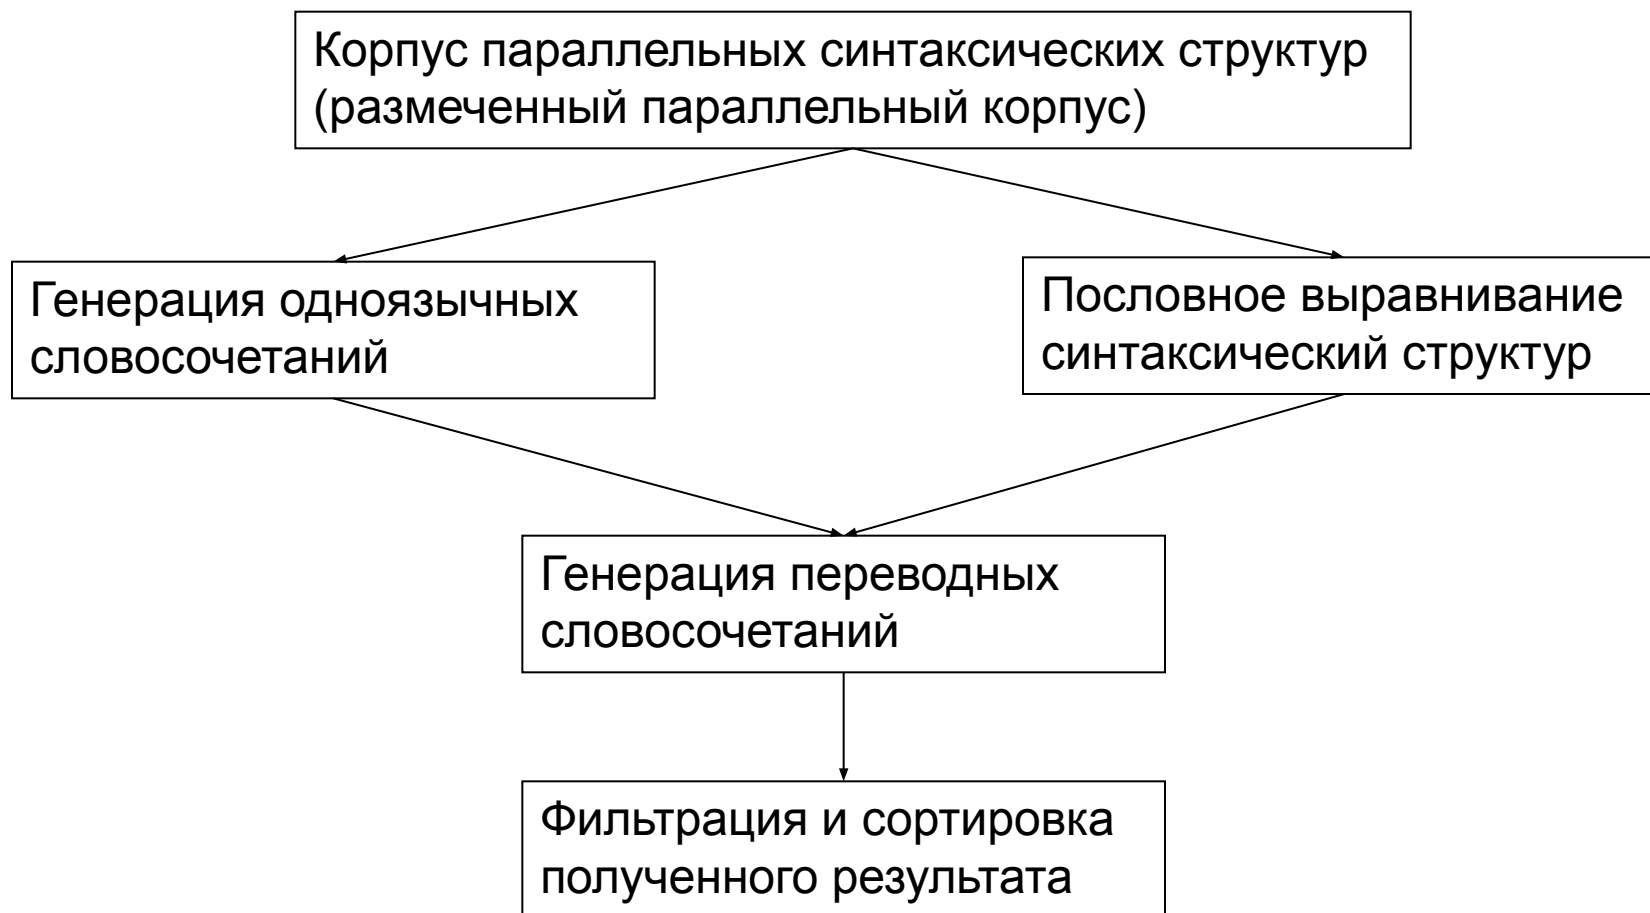 Корпус параллельных синтаксических структур
(размеченный параллельный корпус)
Генерация одноязычных
словосочетаний
Пословное выравнивание
синтаксический структур
Генерация переводных
словосочетаний
Фильтрация и сортировка
полученного результата